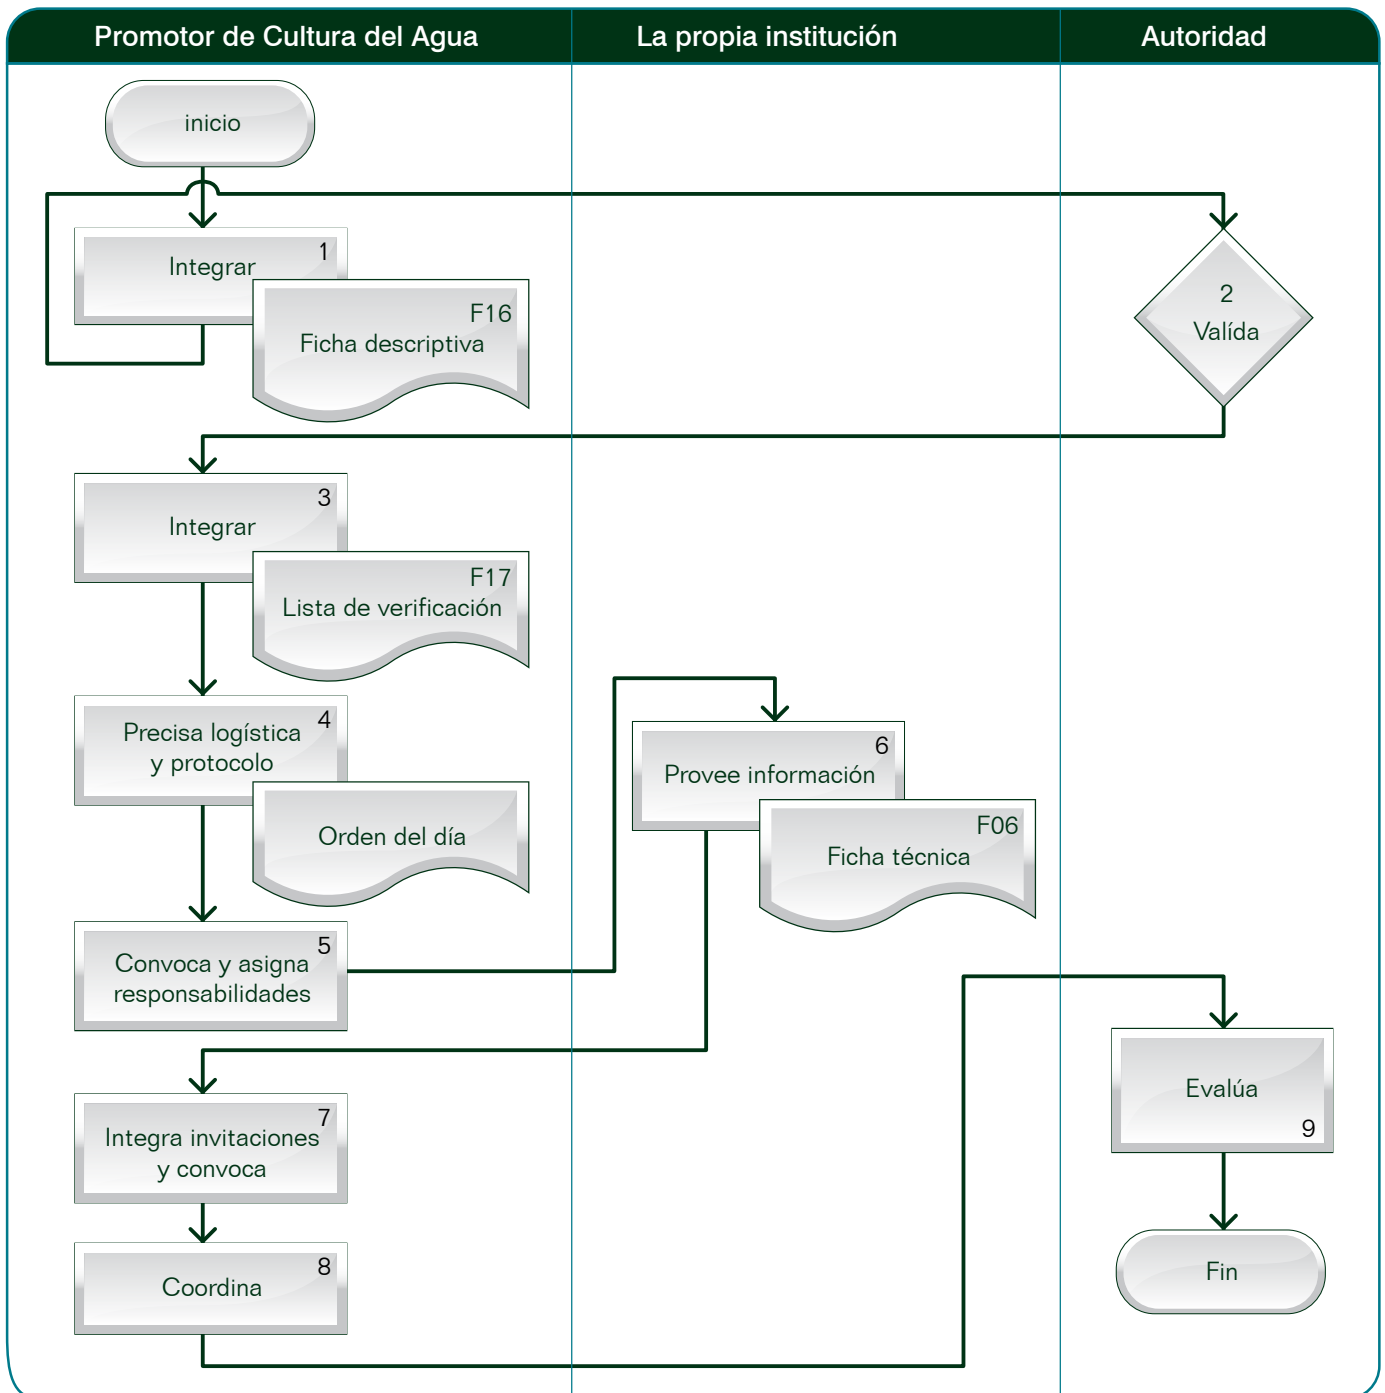 Promotor de Cultura del Agua
La propia institución
Autoridad
inicio
1
Integrar
F16
Ficha descriptiva
2
Valída
3
Integrar
F17
Lista de verificación
4
Precisa logística
y protocolo
Orden del día
5
Convoca y asigna
responsabilidades
6
Provee información
F06
Ficha técnica
7
Integra invitaciones
y convoca
8
Coordina
Evalúa
9
Fin